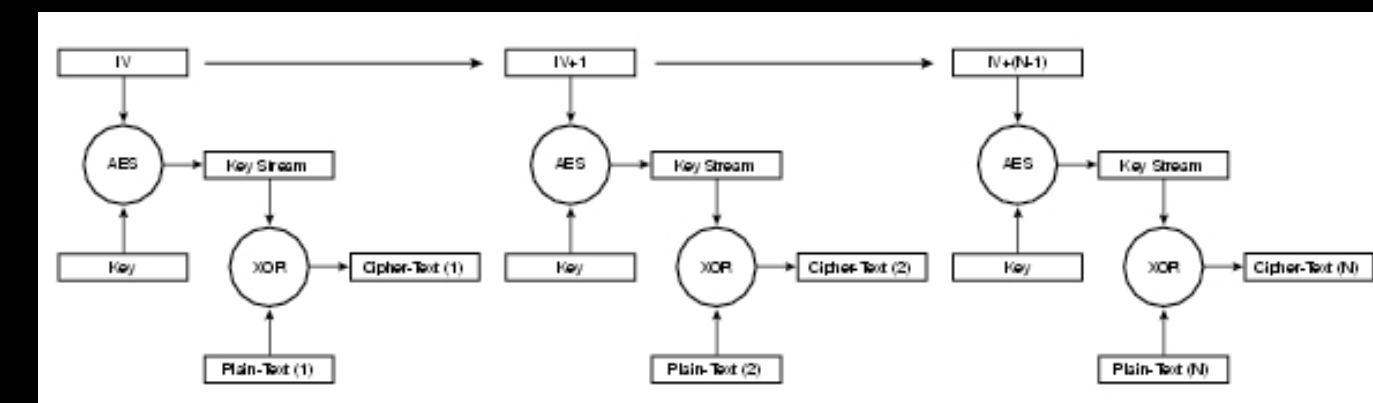 IV
IV+1
IV+(N-1)
AES
Key Stream
AES
Key Stream
AES
Key Stream
Key
XOR
Cipher-Text (1)
Key
XOR
Cipher-Text (2)
Key
XOR
Cipher-Text (N)
Plain-Text (1)
Plain-Text (2)
Plain-Text (N)